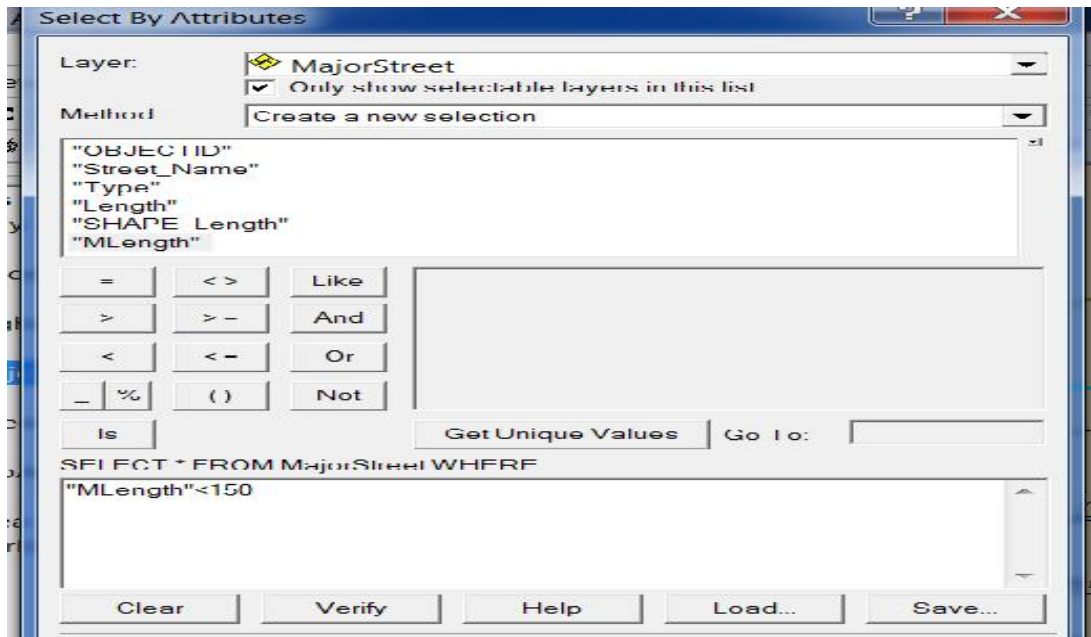 Select By Attributes
Layer: MajorStreet
Only show selectable layers in this list
Method Create a new selection
"OBJECTID"
"Street_Name"
"Type"
"Length"
"SHAPE_Length"
"MLength"
= < > Like
> > = And
< < = Or
_ % ( ) Not
Is Get Unique Values Go To:
SELECT * FROM MajorStreet WHERE
"MLength"<150
Clear Verify Help Load... Save...